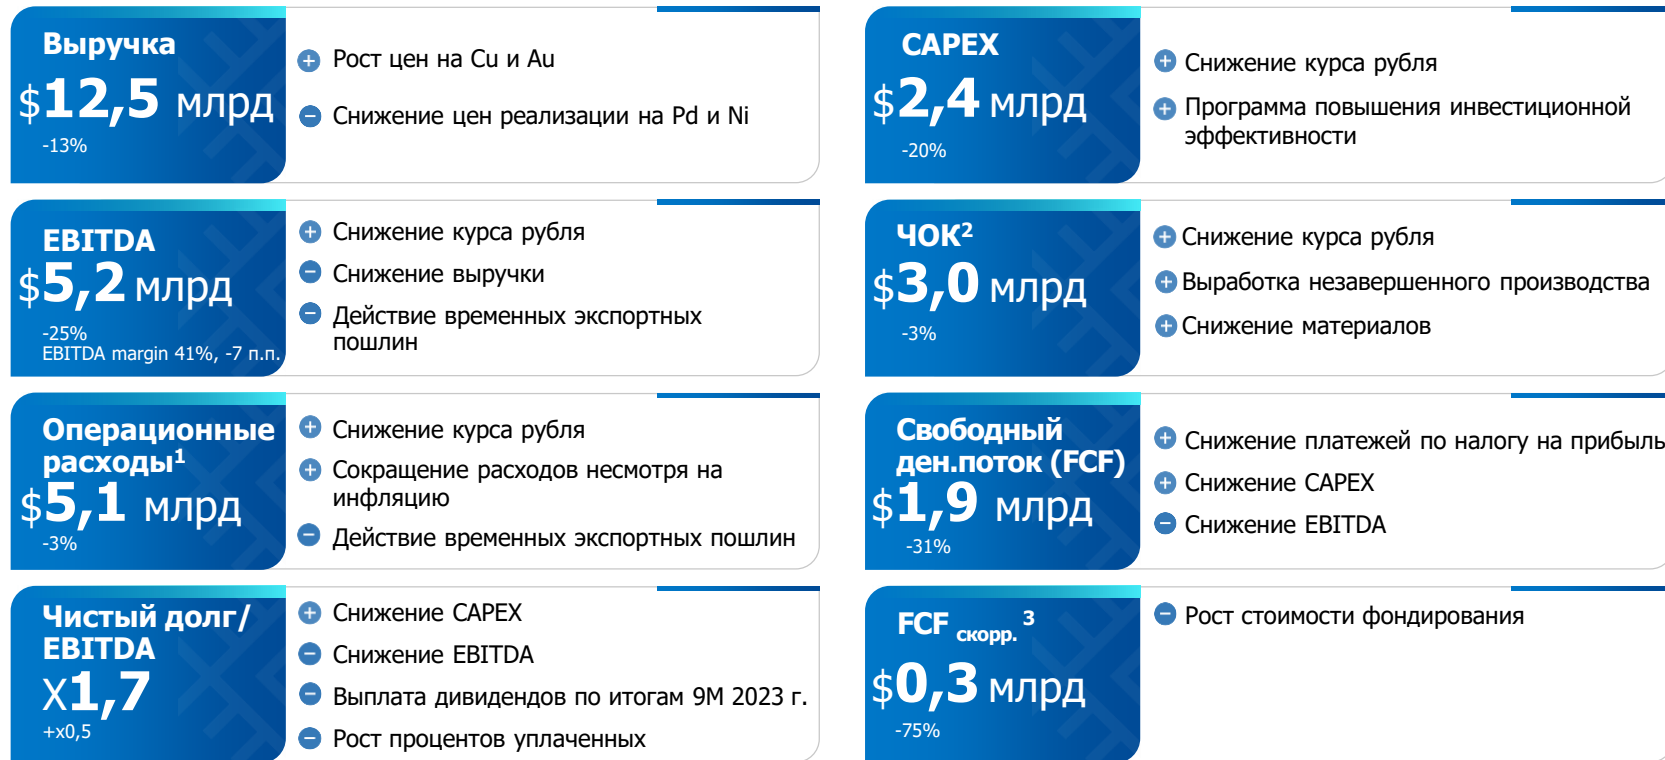 Выручка
$12,5 млрд
-13%
Рост цен на Cu и Au
Снижение цен реализации на Pd и Ni
CAPEX
$2,4 млрд
-20%
Снижение курса рубля
Программа повышения инвестиционной
эффективности
EBITDA
$5,2 млрд
-25%
EBITDA margin 41%, -7 п.п.
Снижение курса рубля
Снижение выручки
Действие временных экспортных
пошлин
ЧОК²
$3,0 млрд
-3%
Снижение курса рубля
Выработка незавершенного производства
Снижение материалов
Операционные
расходы¹
$5,1 млрд
-3%
Снижение курса рубля
Сокращение расходов несмотря на
инфляцию
Действие временных экспортных пошлин
Свободный
ден.поток (FCF)
$1,9 млрд
-31%
Снижение платежей по налогу на прибыль
Снижение CAPEX
Снижение EBITDA
Чистый долг/
EBITDA
X1,7
+x0,5
Снижение CAPEX
Снижение EBITDA
Выплата дивидендов по итогам 9М 2023 г.
Рост процентов уплаченных
FCF скорр. ³
$0,3 млрд
-75%
Рост стоимости фондирования